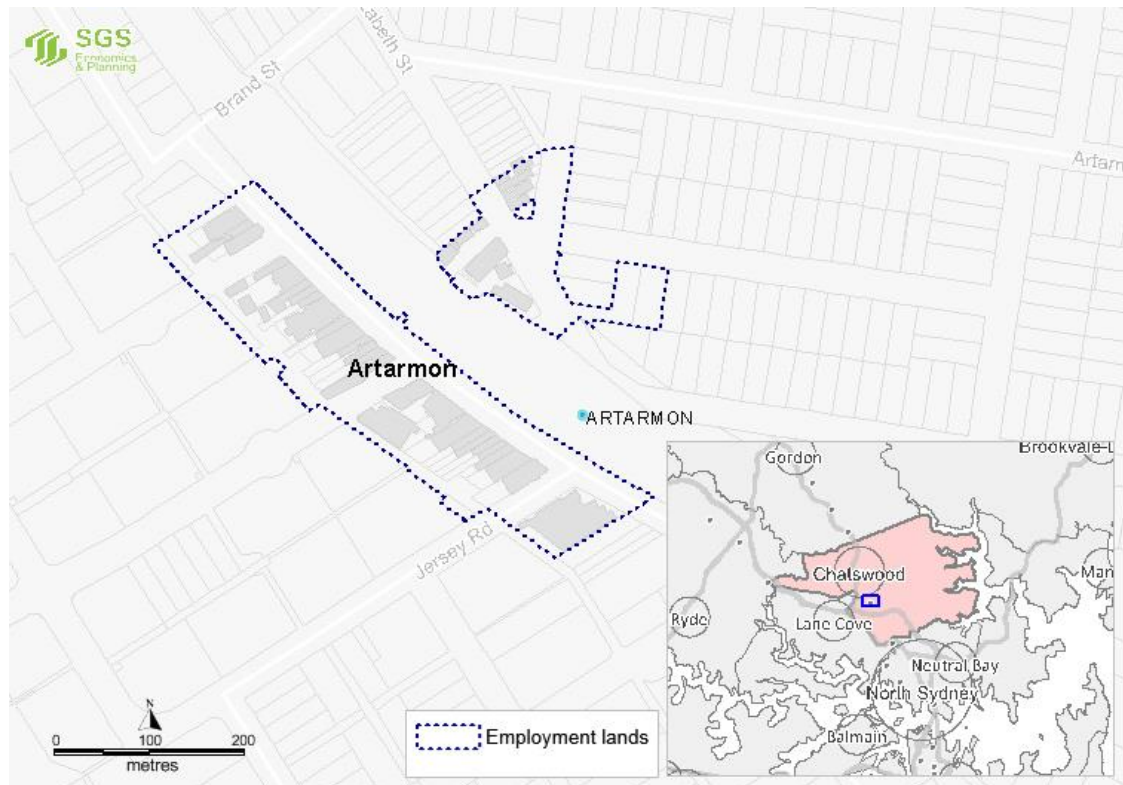 SGS
Economics
& Planning
Brand St
zabeth St
Artarm
Artarmon
ARTARMON
Jersey Rd
N
0 100 200
metres
Employment lands
Gordon
Brookvale-D
Chatswood
Man
Ryde
Lane Cove
Neutral Bay
North Sydney
Balmain